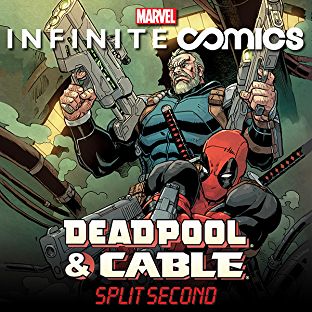 MARVEL
INFINITE COMICS
DEADPOOL
& CABLE
SPLIT SECOND